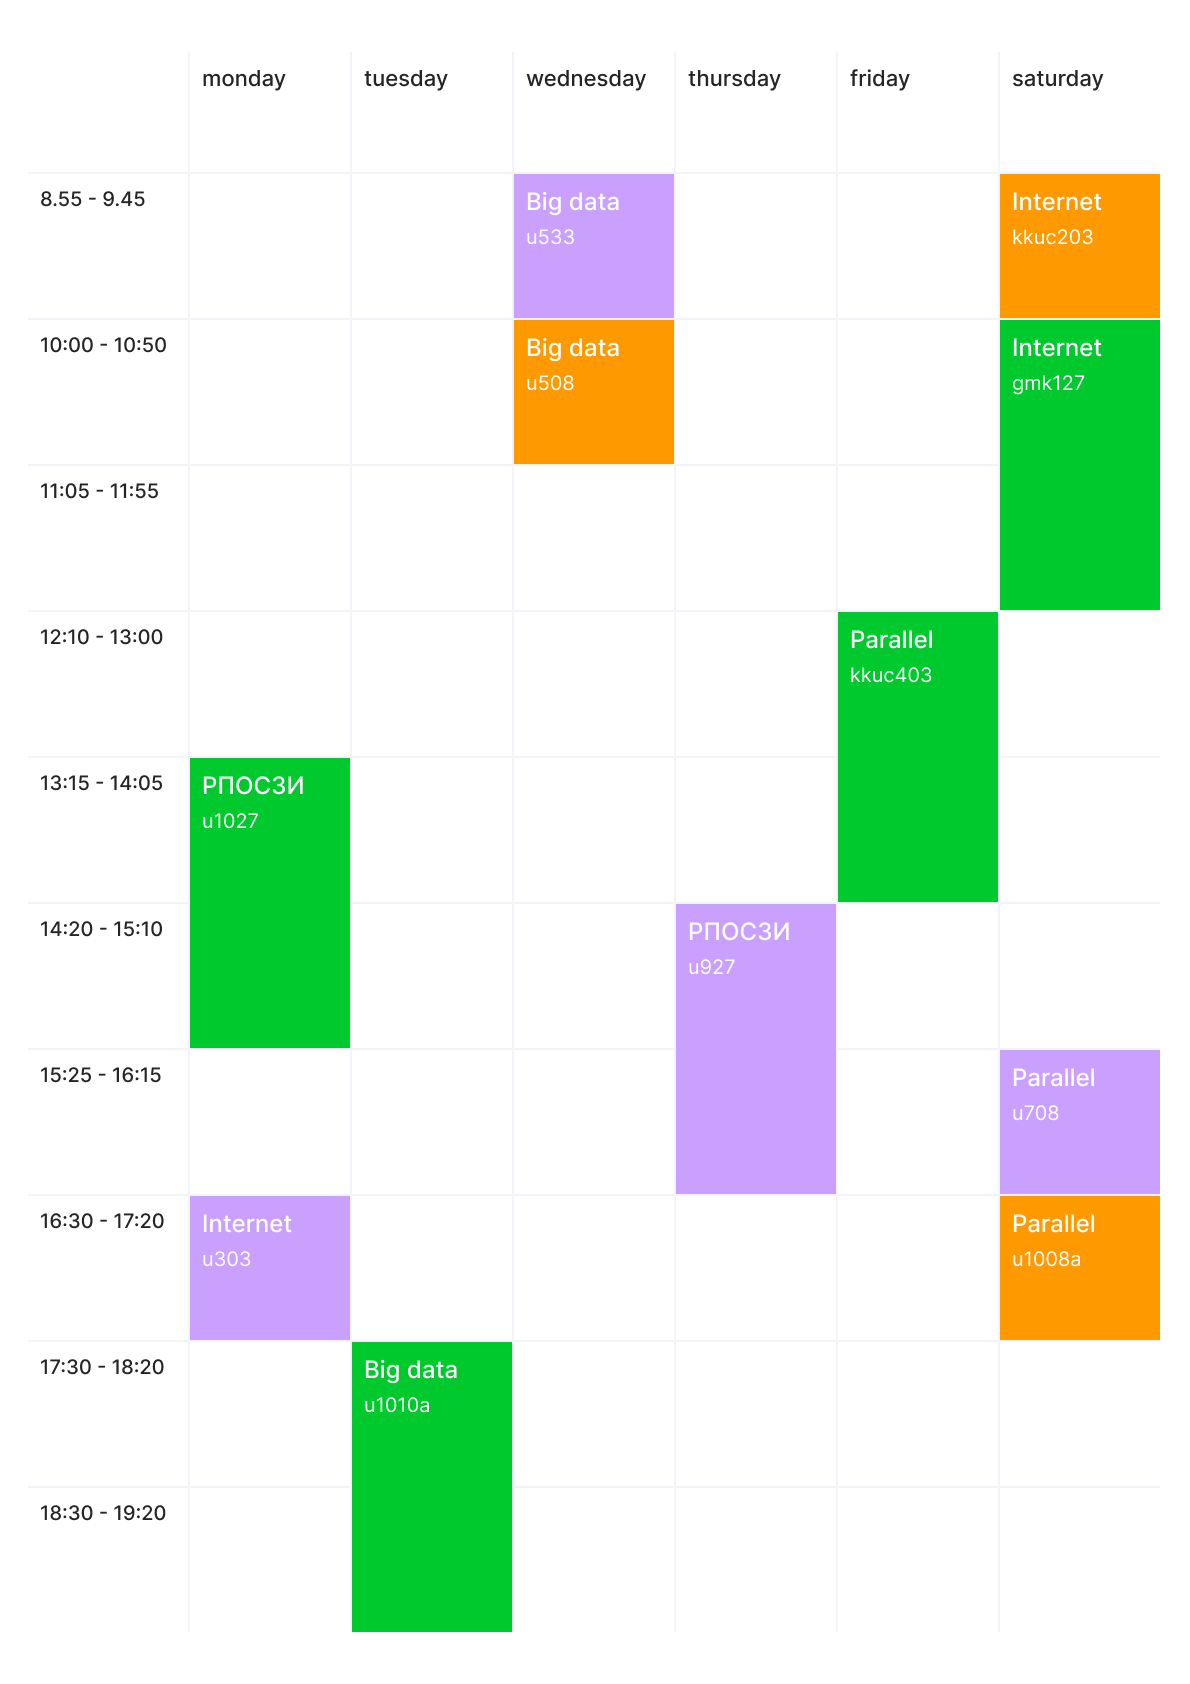 monday tuesday wednesday thursday friday saturday
8.55 - 9.45
Big data
u533
Internet
kkuc203
10:00 - 10:50
Big data
u508
Internet
gmk127
11:05 - 11:55
12:10 - 13:00
Parallel
kkuc403
13:15 - 14:05
РПОСЗИ
u1027
14:20 - 15:10
РПОСЗИ
u927
15:25 - 16:15
Parallel
u708
16:30 - 17:20
Internet
u303
Parallel
u1008a
17:30 - 18:20
Big data
u1010a
18:30 - 19:20